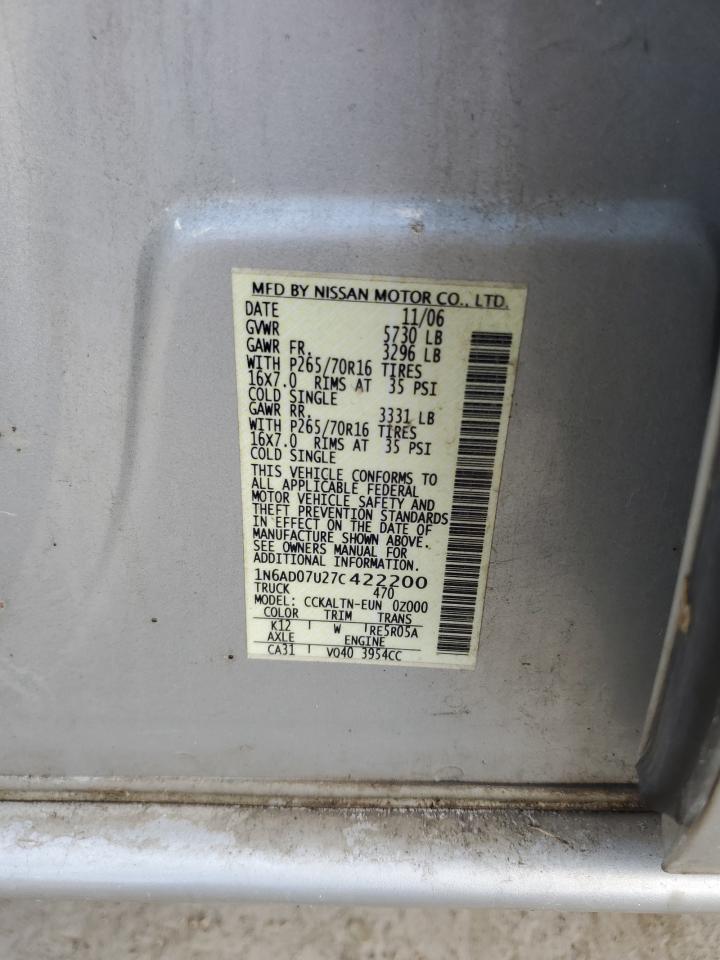 MFD BY NISSAN MOTOR CO., LTD.
DATE 11/06
GVWR 5730 LB
GAWR FR. 3296 LB
WITH P265/70R16 TIRES
16X7.0 RIMS AT 35 PSI
COLD SINGLE
GAWR RR. 3331 LB
WITH P265/70R16 TIRES
16X7.0 RIMS AT 35 PSI
COLD SINGLE
THIS VEHICLE CONFORMS TO
ALL APPLICABLE FEDERAL
MOTOR VEHICLE SAFETY AND
THEFT PREVENTION STANDARDS
IN EFFECT ON THE DATE OF
MANUFACTURE SHOWN ABOVE.
SEE OWNERS MANUAL FOR
ADDITIONAL INFORMATION.
1N6AD07U27C422200
TRUCK 470
MODEL: CCKALTN-EUN 0Z000
COLOR TRIM TRANS
K12 W RE5R05A
AXLE ENGINE
CA31 VQ40 3954CC